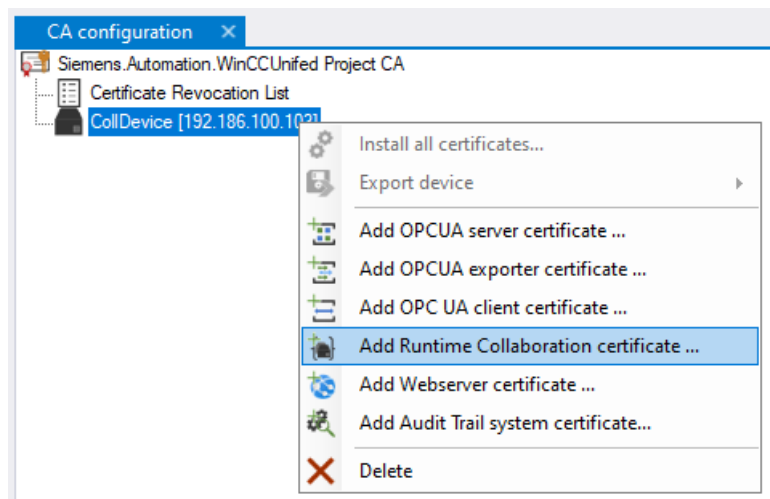 CA configuration ×
Siemens.Automation.WinCCUnifed Project CA
Certificate Revocation List
CollDevice [192.186.100.102]
Install all certificates...
Export device
Add OPCUA server certificate ...
Add OPCUA exporter certificate ...
Add OPC UA client certificate ...
Add Runtime Collaboration certificate ...
Add Webserver certificate ...
Add Audit Trail system certificate...
Delete